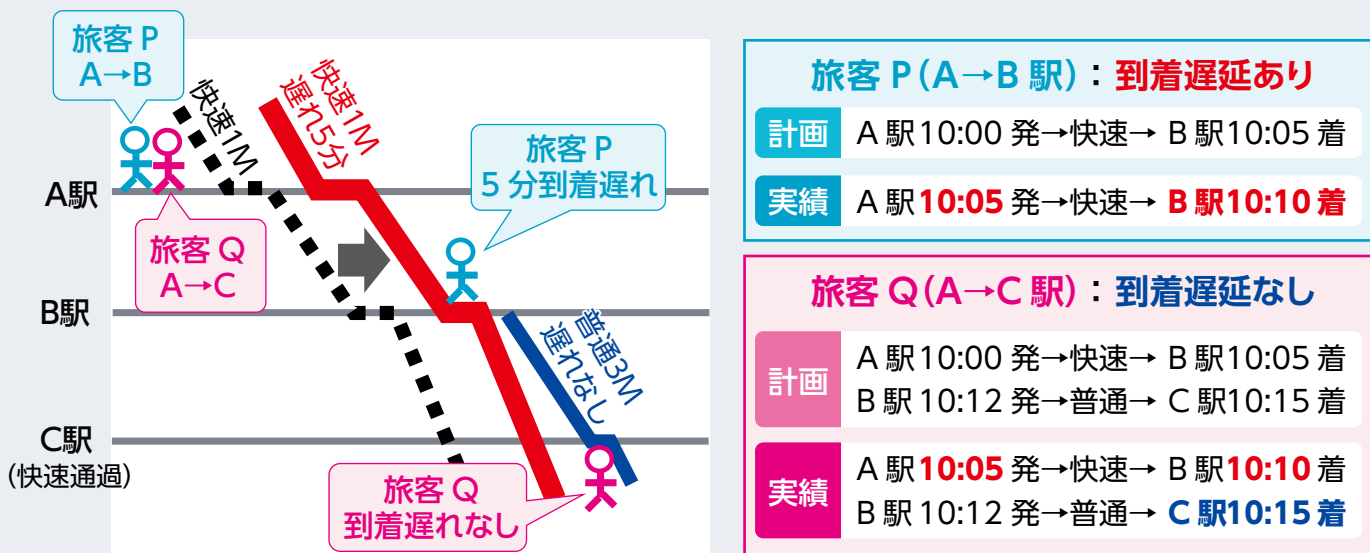 旅客 P
A→B
快速1M
快速1M
遅れ5分
旅客 P
5 分到着遅れ
A駅
旅客 Q
A→C
B駅
普通3M
遅れなし
C駅
(快速通過)
旅客 Q
到着遅れなし
旅客 P(A→B 駅):到着遅延あり
計画 A 駅10:00 発→快速→ B 駅10:05 着
実績 A 駅10:05 発→快速→ B 駅10:10 着
旅客 Q(A→C 駅):到着遅延なし
計画
A 駅10:00 発→快速→ B 駅10:05 着
B 駅 10:12 発→普通→ C 駅10:15 着
実績
A 駅10:05 発→快速→ B 駅10:10 着
B 駅 10:12 発→普通→ C 駅10:15 着